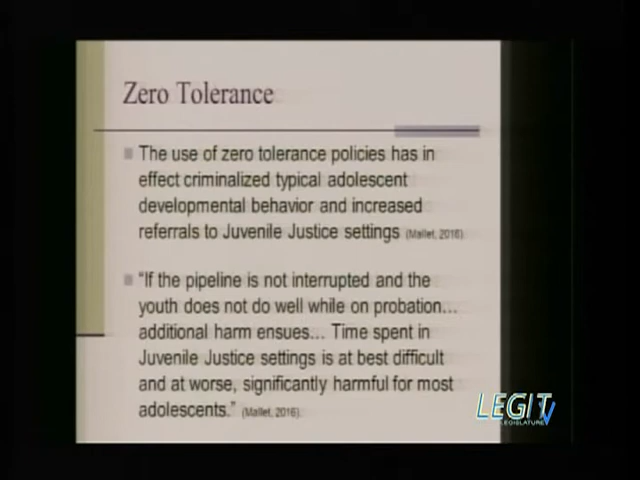 Zero Tolerance
The use of zero tolerance policies has in
effect criminalized typical adolescent
developmental behavior and increased
referrals to Juvenile Justice settings (Mallet, 2016).
"If the pipeline is not interrupted and the
youth does not do well while on probation...
additional harm ensues... Time spent in
Juvenile Justice settings is at best difficult
and at worse, significantly harmful for most
adolescents." (Mallet, 2016).
LEGIT
TV
LEGISLATURE